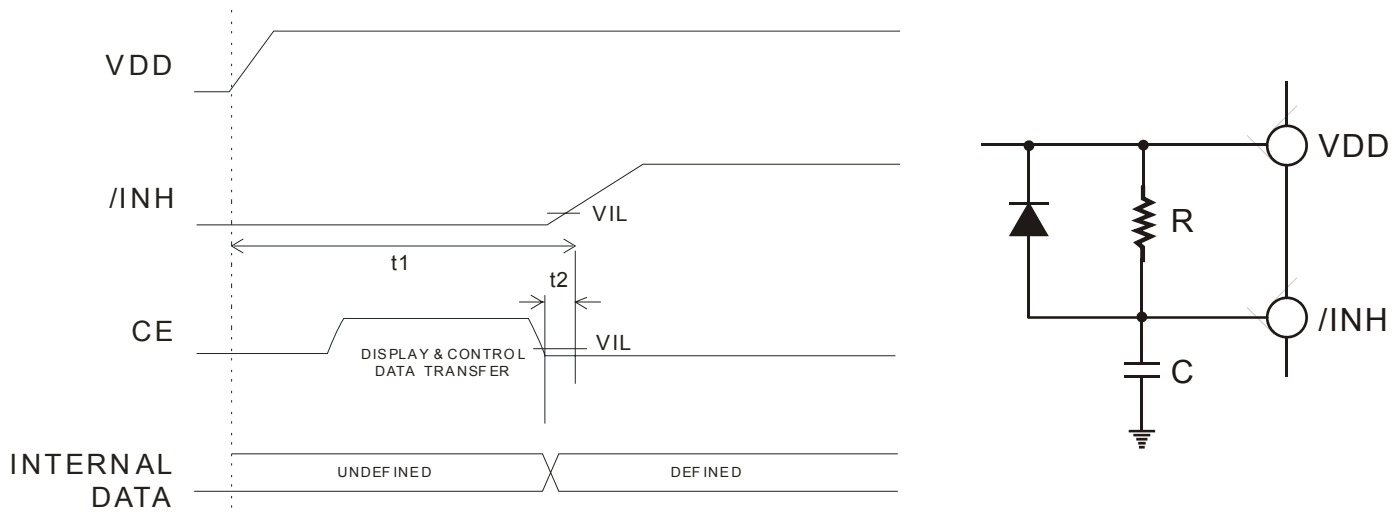 VDD
/INH
VIL
t1
t2
CE
VIL
DISPLAY & CONTROL
DATA TRANSFER
INTERNAL
DATA
UNDEFINED
DEFINED
VDD
R
/INH
C